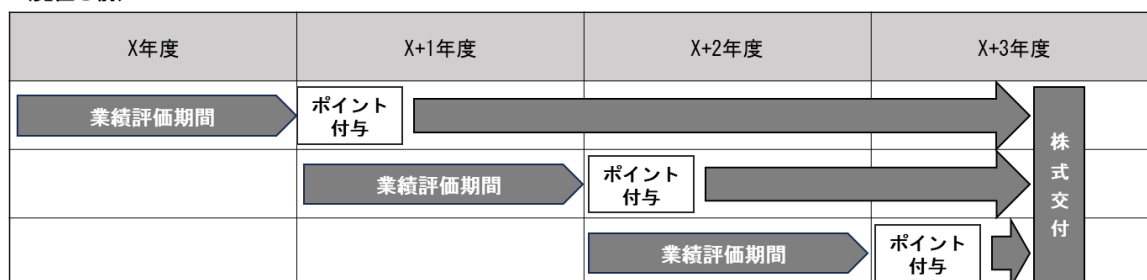 X年度
X+1年度
X+2年度
X+3年度
業績評価期間
ポイント
付与
業績評価期間
ポイント
付与
業績評価期間
ポイント
付与
株
式
交
付